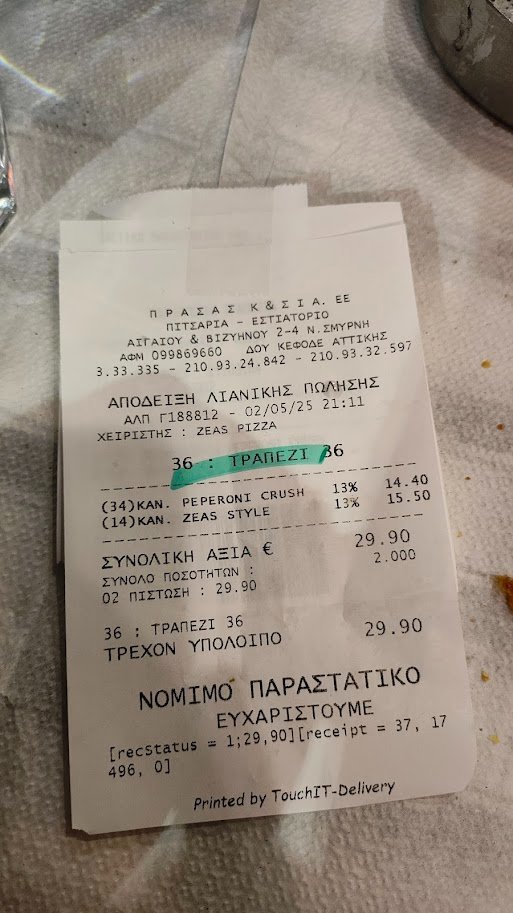 Π Ρ Α Σ Α Σ Κ & Σ Ι Α. ΕΕ
ΠΙΤΣΑΡΙΑ - ΕΣΤΙΑΤΟΡΙΟ
ΑΙΓΑΙΟΥ & ΒΙΖΥΗΝΟΥ 2-4 Ν.ΣΜΥΡΝΗ
ΑΦΜ 099869660 ΔΟΥ ΚΕΦΟΔΕ ΑΤΤΙΚΗΣ
3.33.335 - 210.93.24.842 - 210.93.32.597
ΑΠΟΔΕΙΞΗ ΛΙΑΝΙΚΗΣ ΠΩΛΗΣΗΣ
ΑΛΠ Γ188812 - 02/05/25 21:11
ΧΕΙΡΙΣΤΗΣ : ZEAS PIZZA
36 : ΤΡΑΠΕΖΙ 36
(34)ΚΑΝ. PEPERONI CRUSH 13% 14.40
(14)ΚΑΝ. ZEAS STYLE 13% 15.50
ΣΥΝΟΛΙΚΗ ΑΞΙΑ € 29.90
ΣΥΝΟΛΟ ΠΟΣΟΤΗΤΩΝ : 2.000
02 ΠΙΣΤΩΣΗ : 29.90
36 : ΤΡΑΠΕΖΙ 36
ΤΡΕΧΟΝ ΥΠΟΛΟΙΠΟ 29.90
ΝΟΜΙΜΟ ΠΑΡΑΣΤΑΤΙΚΟ
ΕΥΧΑΡΙΣΤΟΥΜΕ
[recStatus = 1;29,90][receipt = 37, 17
496, 0]
Printed by TouchIT-Delivery